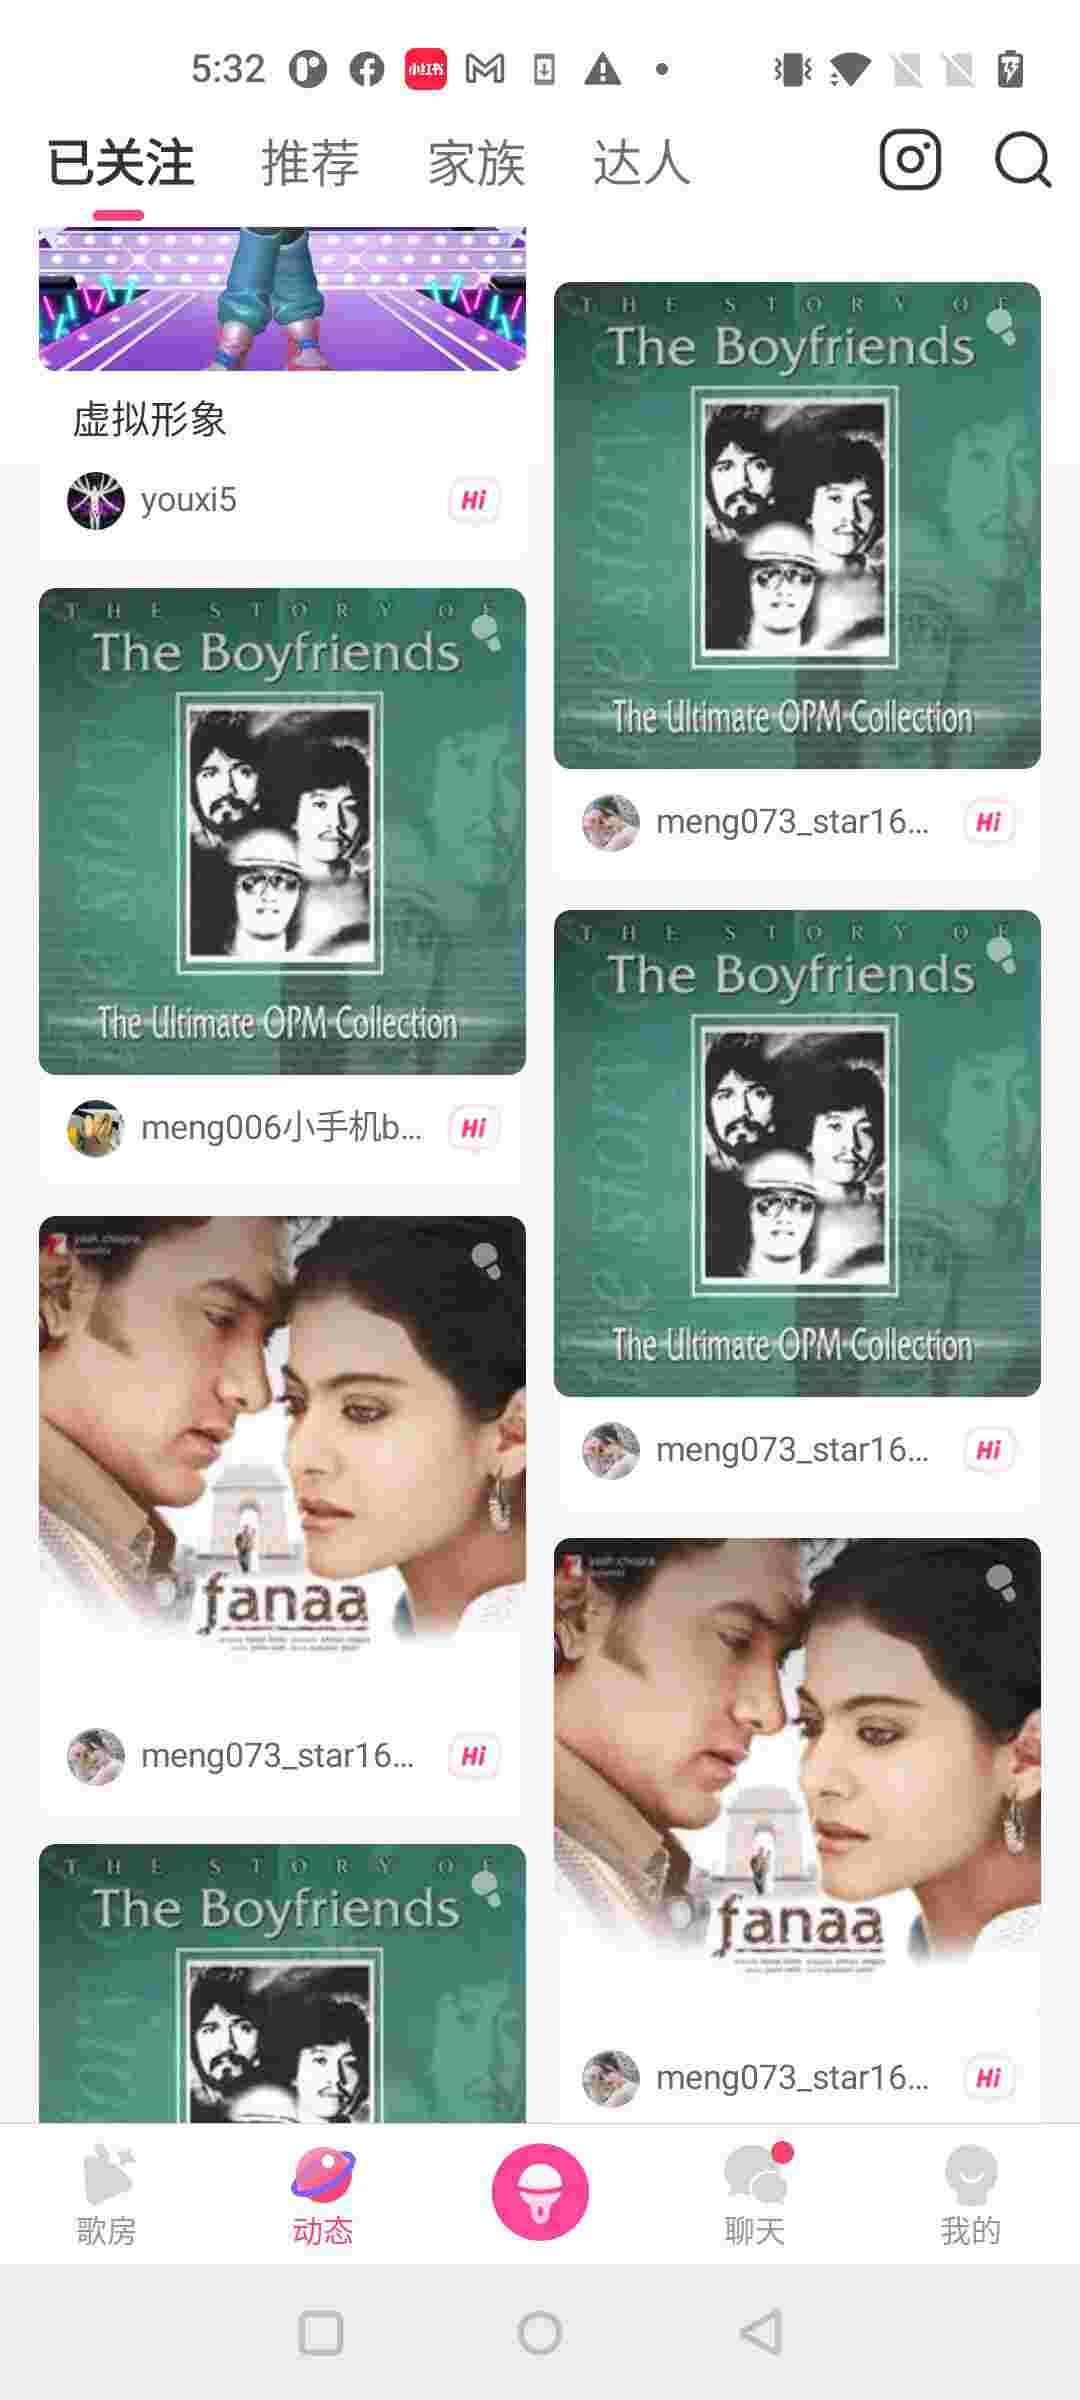 5:32
小红书
已关注 推荐 家族 达人
虚拟形象
youxi5
Hi
THE STORY OF
The Boyfriends
The Ultimate OPM Collection
meng073_star16...
Hi
THE STORY OF
The Boyfriends
The Ultimate OPM Collection
meng006小手机b...
Hi
THE STORY OF
The Boyfriends
The Ultimate OPM Collection
meng073_star16...
Hi
yash chopra
fanaa
meng073_star16...
Hi
yash chopra
fanaa
meng073_star16...
Hi
THE STORY OF
The Boyfriends
歌房 动态 聊天 我的